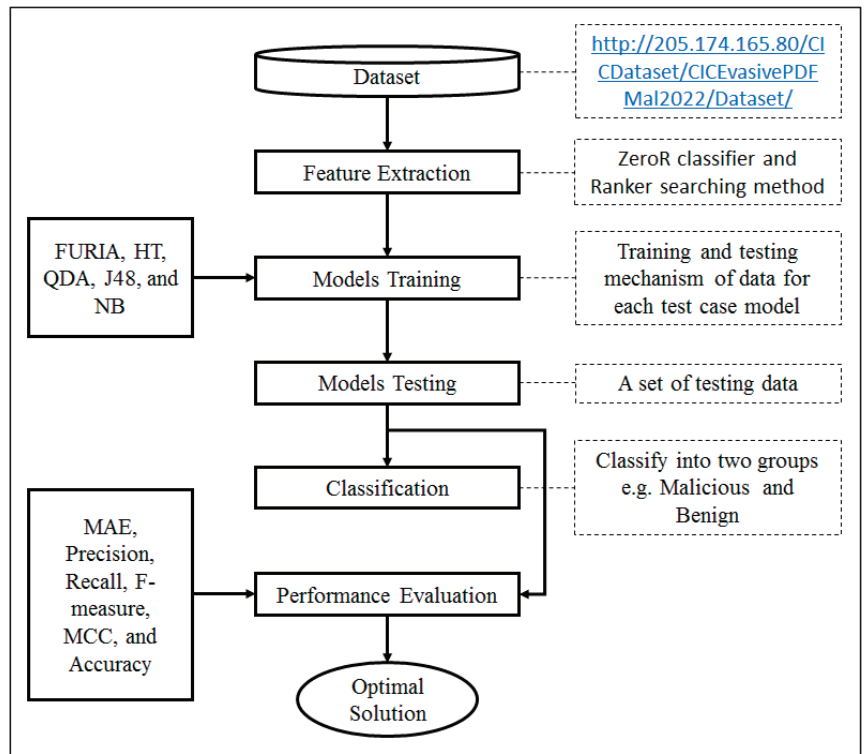 Dataset
http://205.174.165.80/CI
CDataset/CICEvasivePDF
Mal2022/Dataset/
Feature Extraction
ZeroR classifier and
Ranker searching method
FURIA, HT,
QDA, J48, and
NB
Models Training
Training and testing
mechanism of data for
each test case model
Models Testing
A set of testing data
Classification
Classify into two groups
e.g. Malicious and
Benign
MAE,
Precision,
Recall, F-
measure,
MCC, and
Accuracy
Performance Evaluation
Optimal
Solution